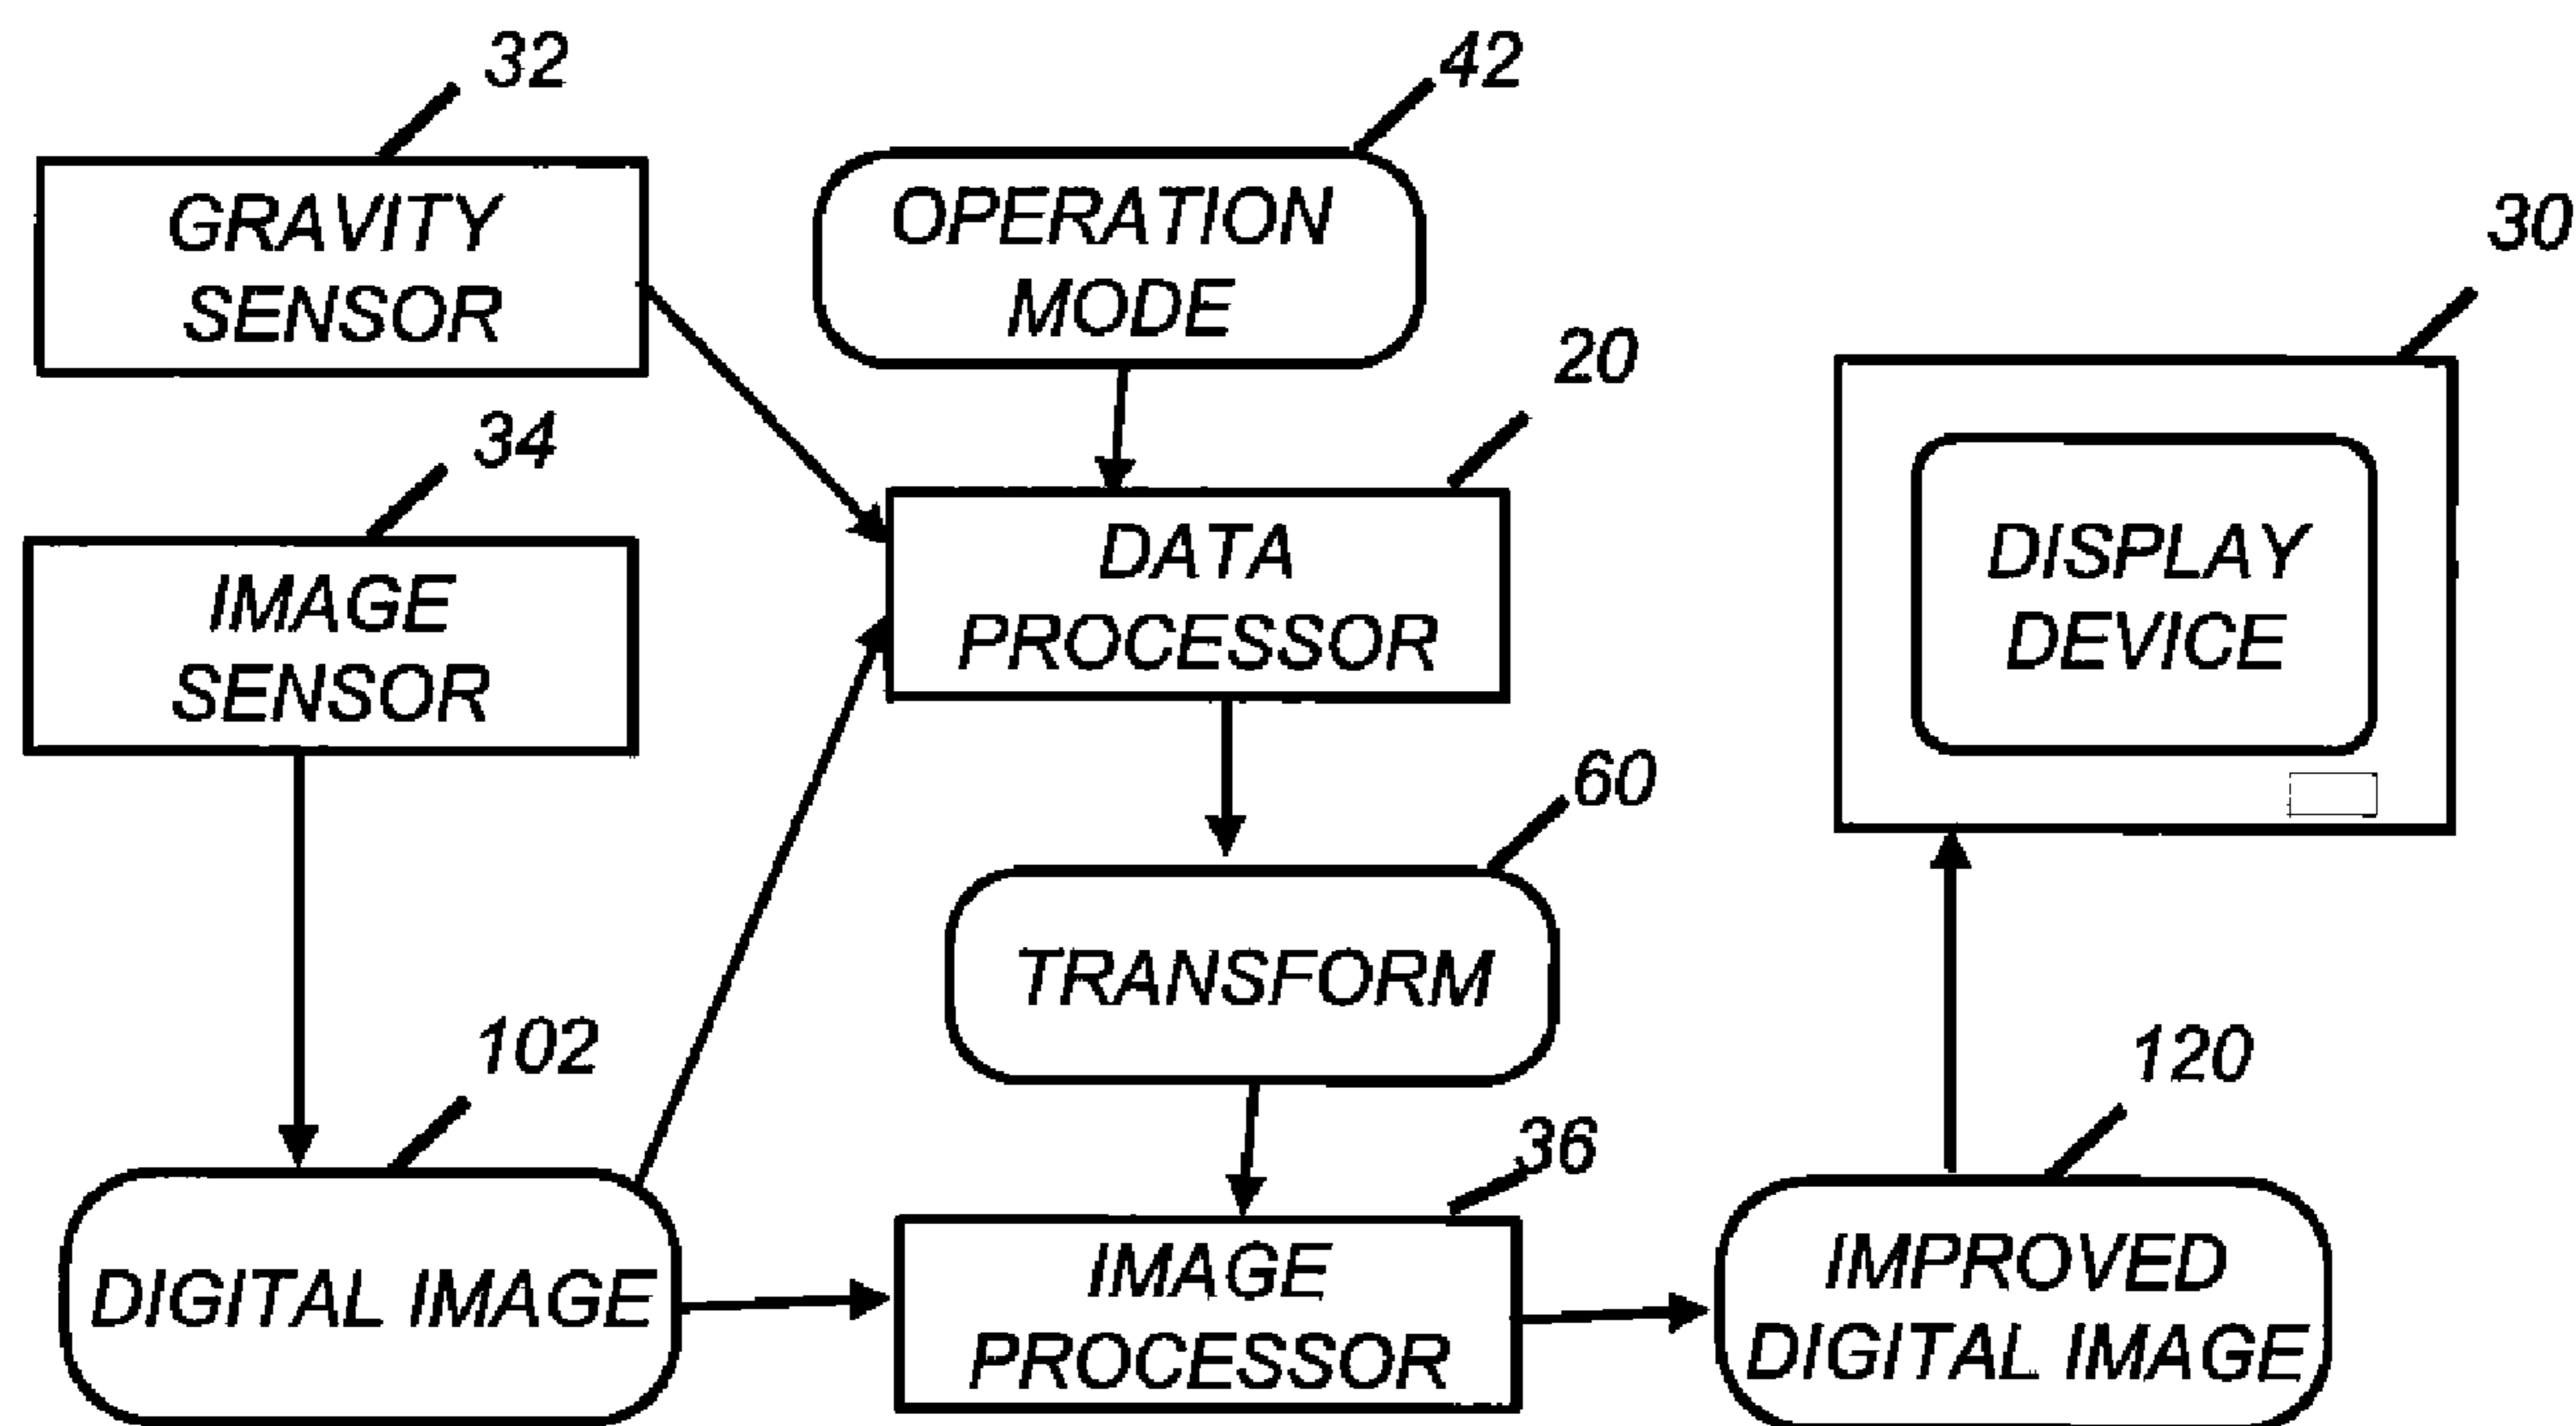 32
GRAVITY
SENSOR
42
OPERATION
MODE
30
DISPLAY
DEVICE
34
IMAGE
SENSOR
20
DATA
PROCESSOR
60
TRANSFORM
102
DIGITAL IMAGE
36
IMAGE
PROCESSOR
120
IMPROVED
DIGITAL IMAGE